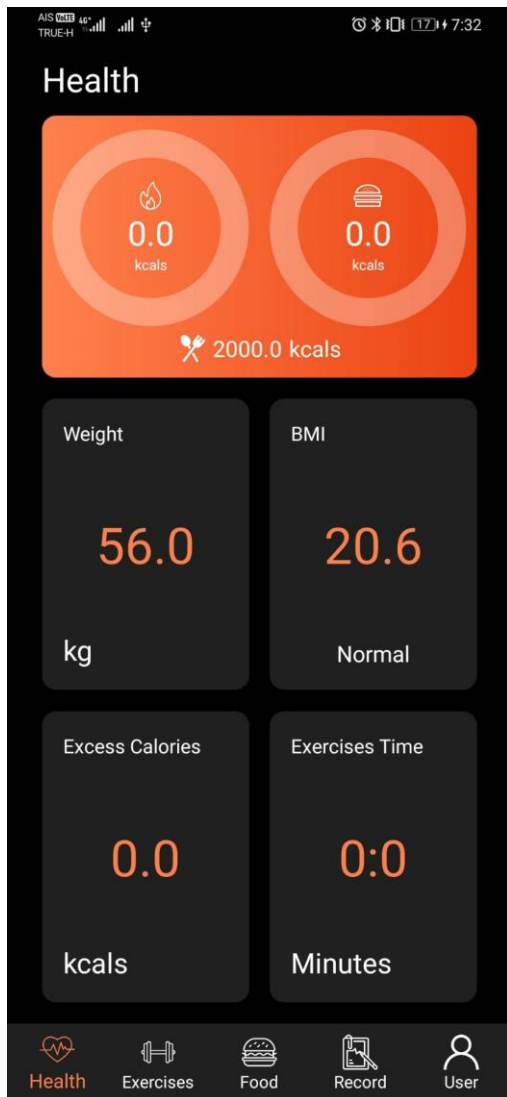 AIS VoLTE 4G+
TRUE-H
17 7:32
Health
0.0 0.0
kcals kcals
2000.0 kcals
Weight BMI
56.0 20.6
kg Normal
Excess Calories Exercises Time
0.0 0:0
kcals Minutes
Health Exercises Food Record User